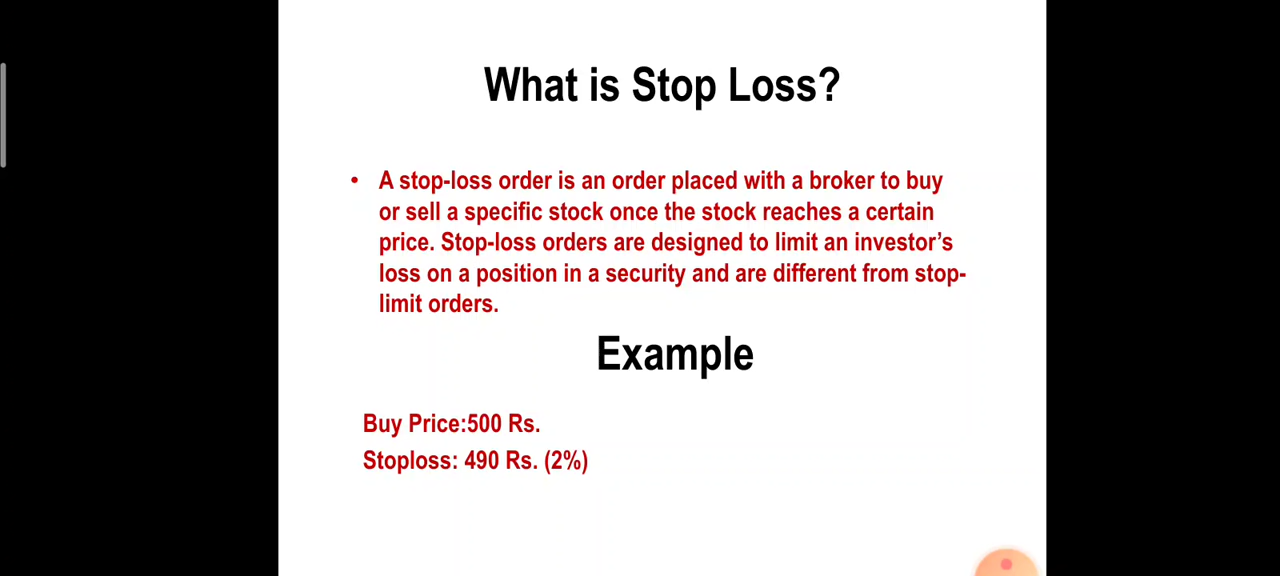 What is Stop Loss?
• A stop-loss order is an order placed with a broker to buy
or sell a specific stock once the stock reaches a certain
price. Stop-loss orders are designed to limit an investor’s
loss on a position in a security and are different from stop-
limit orders.
Example
Buy Price:500 Rs.
Stoploss: 490 Rs. (2%)